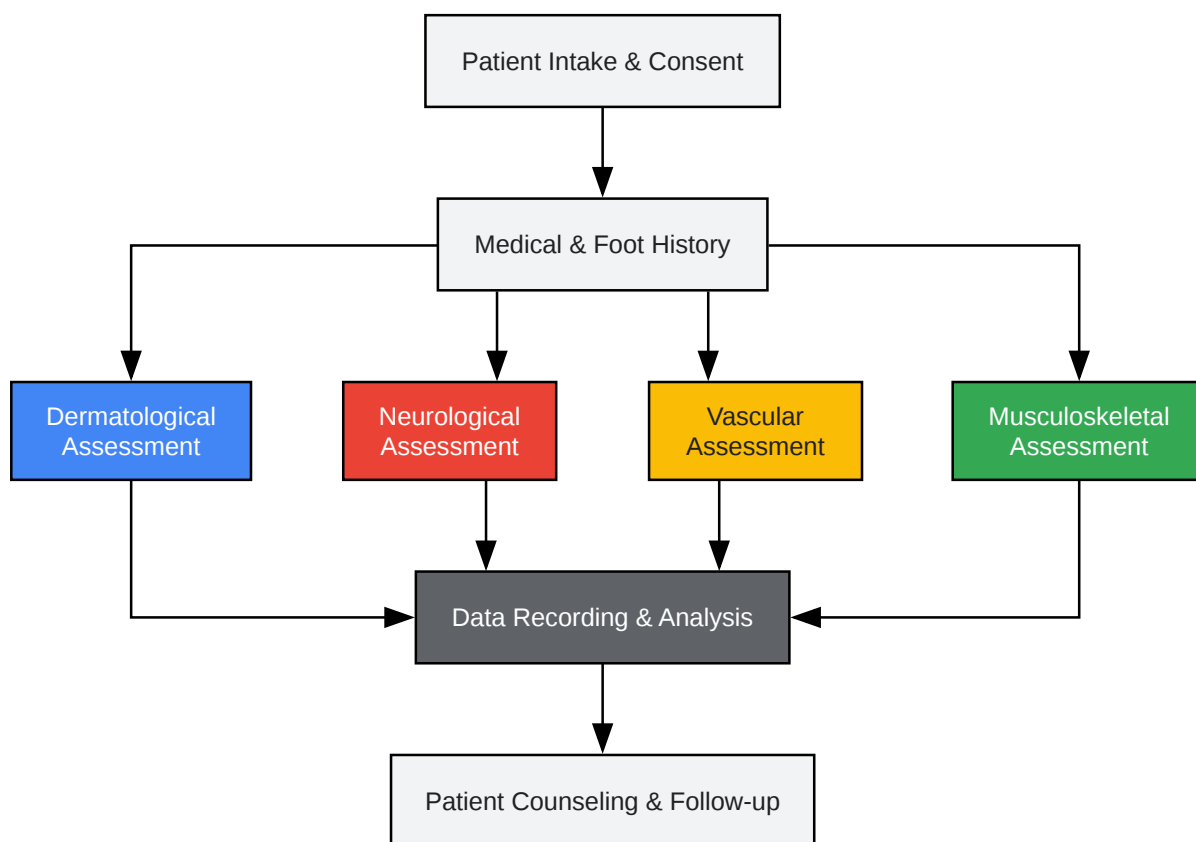 Patient Intake & Consent
Medical & Foot History
Dermatological
Assessment
Neurological
Assessment
Vascular
Assessment
Musculoskeletal
Assessment
Data Recording & Analysis
Patient Counseling & Follow-up